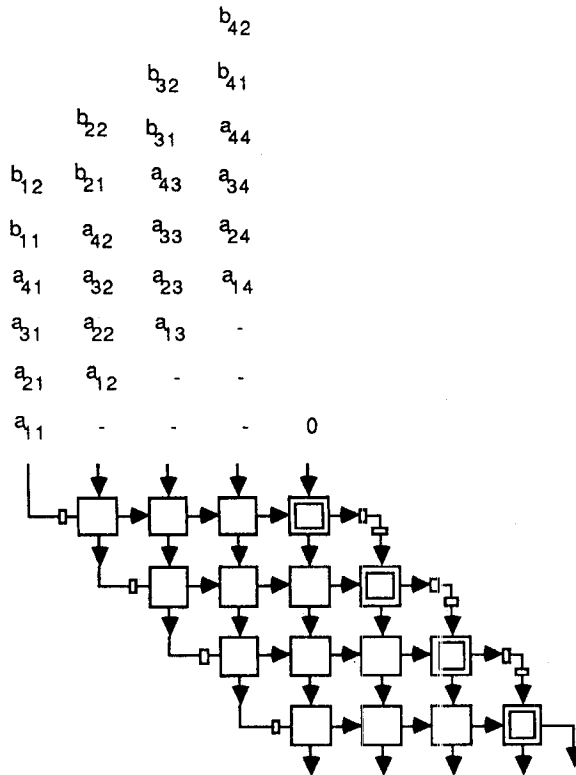 b42
b32 b41
b22 b31 a44
b12 b21 a43 a34
b11 a42 a33 a24
a41 a32 a23 a14
a31 a22 a13 -
a21 a12 - -
a11 - - - 0